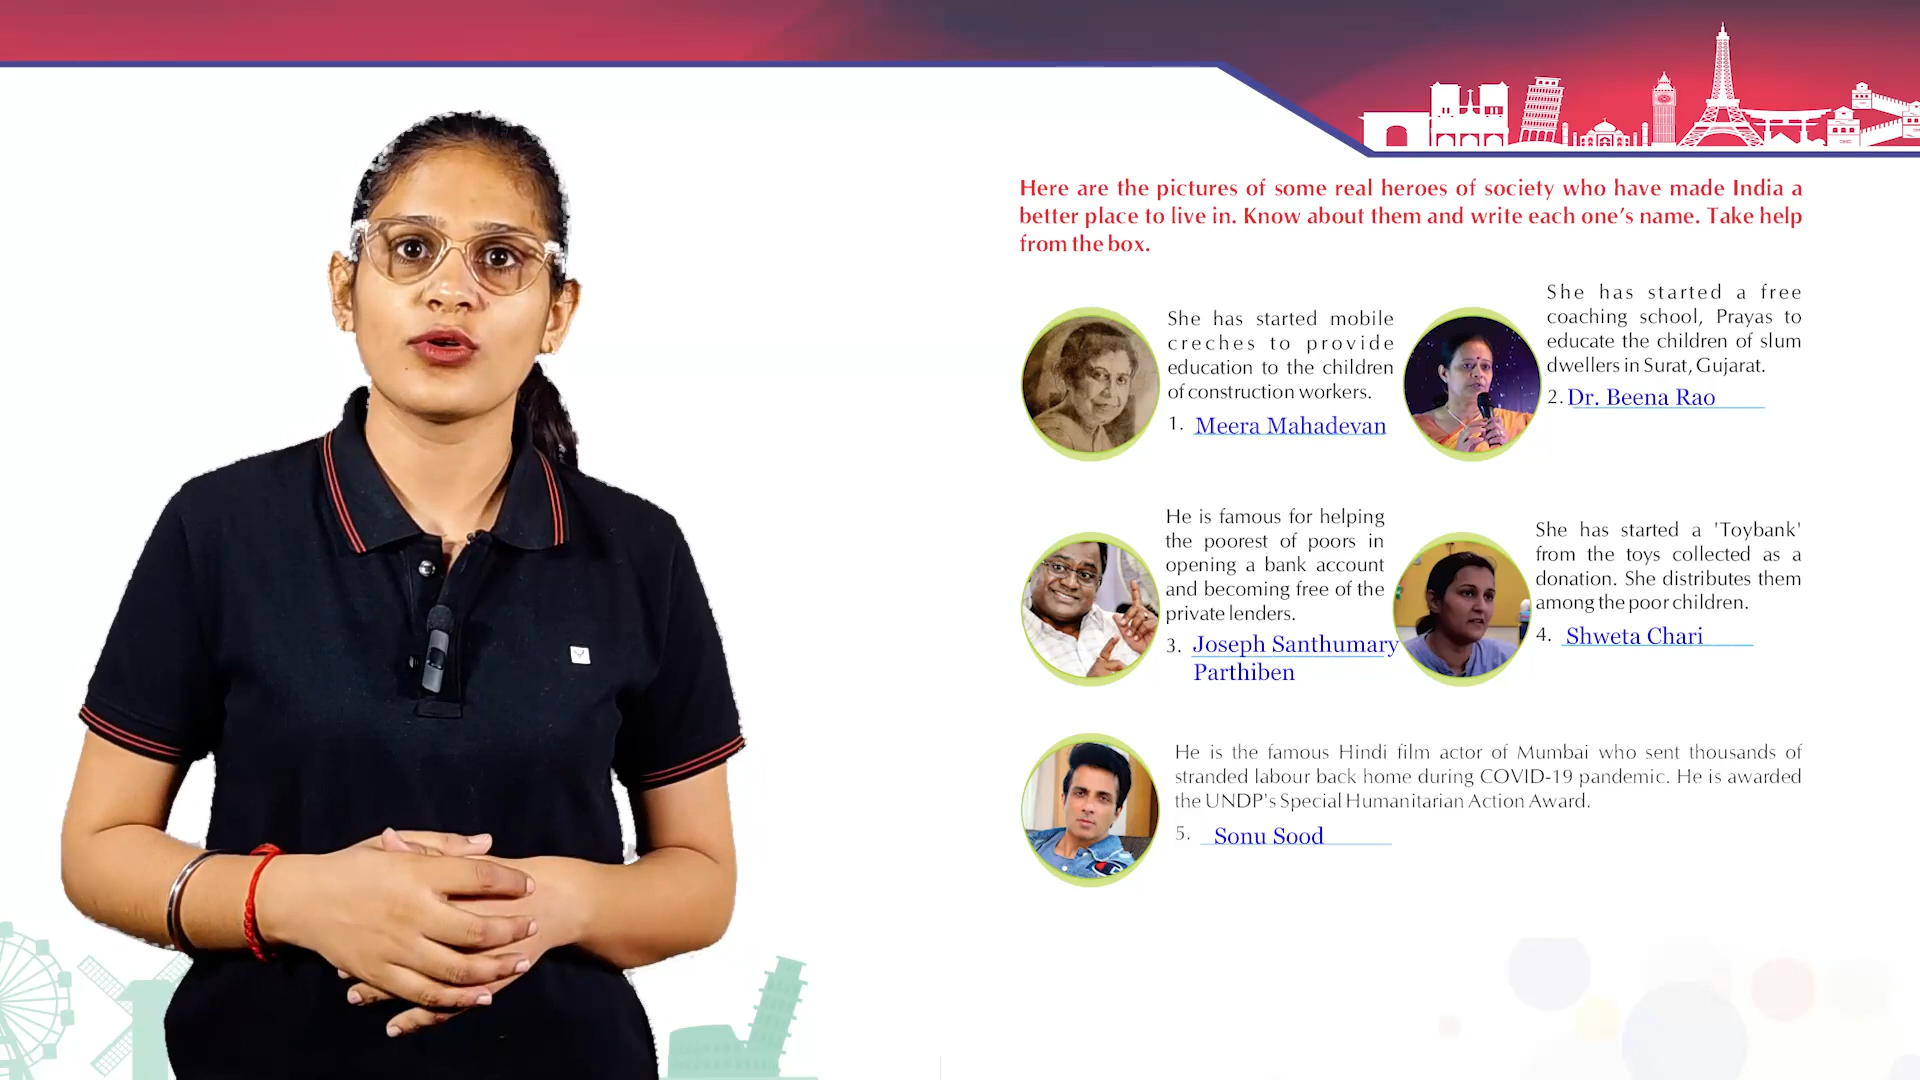 Here are the pictures of some real heroes of society who have made India a
better place to live in. Know about them and write each one's name. Take help
from the box.
She has started mobile
creches to provide
education to the children
of construction workers.
1. Meera Mahadevan
She has started a free
coaching school, Prayas to
educate the children of slum
dwellers in Surat, Gujarat.
2. Dr. Beena Rao
He is famous for helping
the poorest of poors in
opening a bank account
and becoming free of the
private lenders.
3. Joseph Santhumary
Parthiben
She has started a 'Toybank'
from the toys collected as a
donation. She distributes them
among the poor children.
4. Shweta Chari
He is the famous Hindi film actor of Mumbai who sent thousands of
stranded labour back home during COVID-19 pandemic. He is awarded
the UNDP's Special Humanitarian Action Award.
5. Sonu Sood